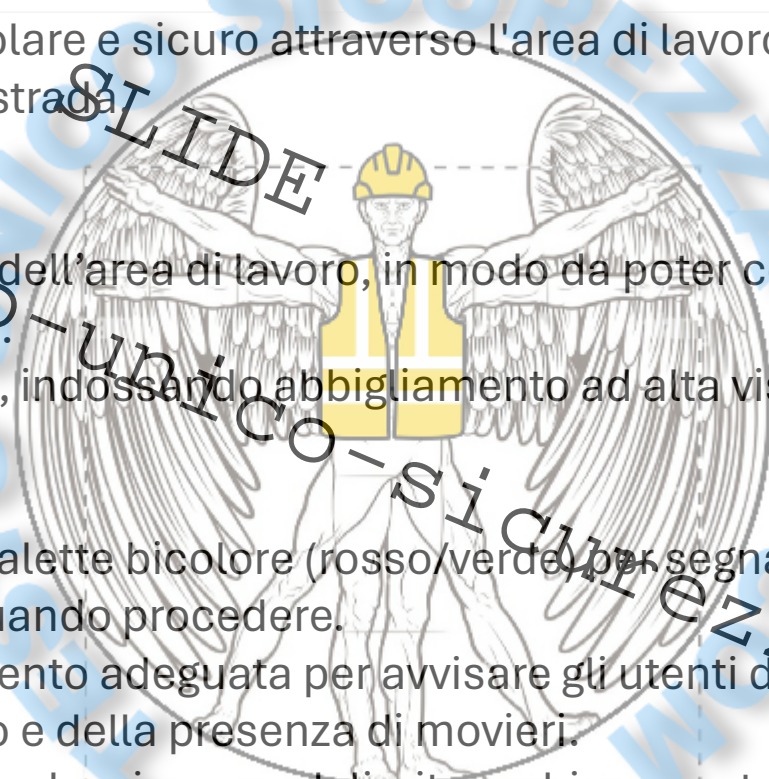 olare e sicuro attraverso l'area di lavoro
strada.
SLIDE
dell'area di lavoro, in modo da poter c
o-unico-sicurez
, indossando abbigliamento ad alta vis
alette bicolore (rosso/verde) per segna
uando procedere.
ento adeguata per avvisare gli utenti d
o e della presenza di movieri.